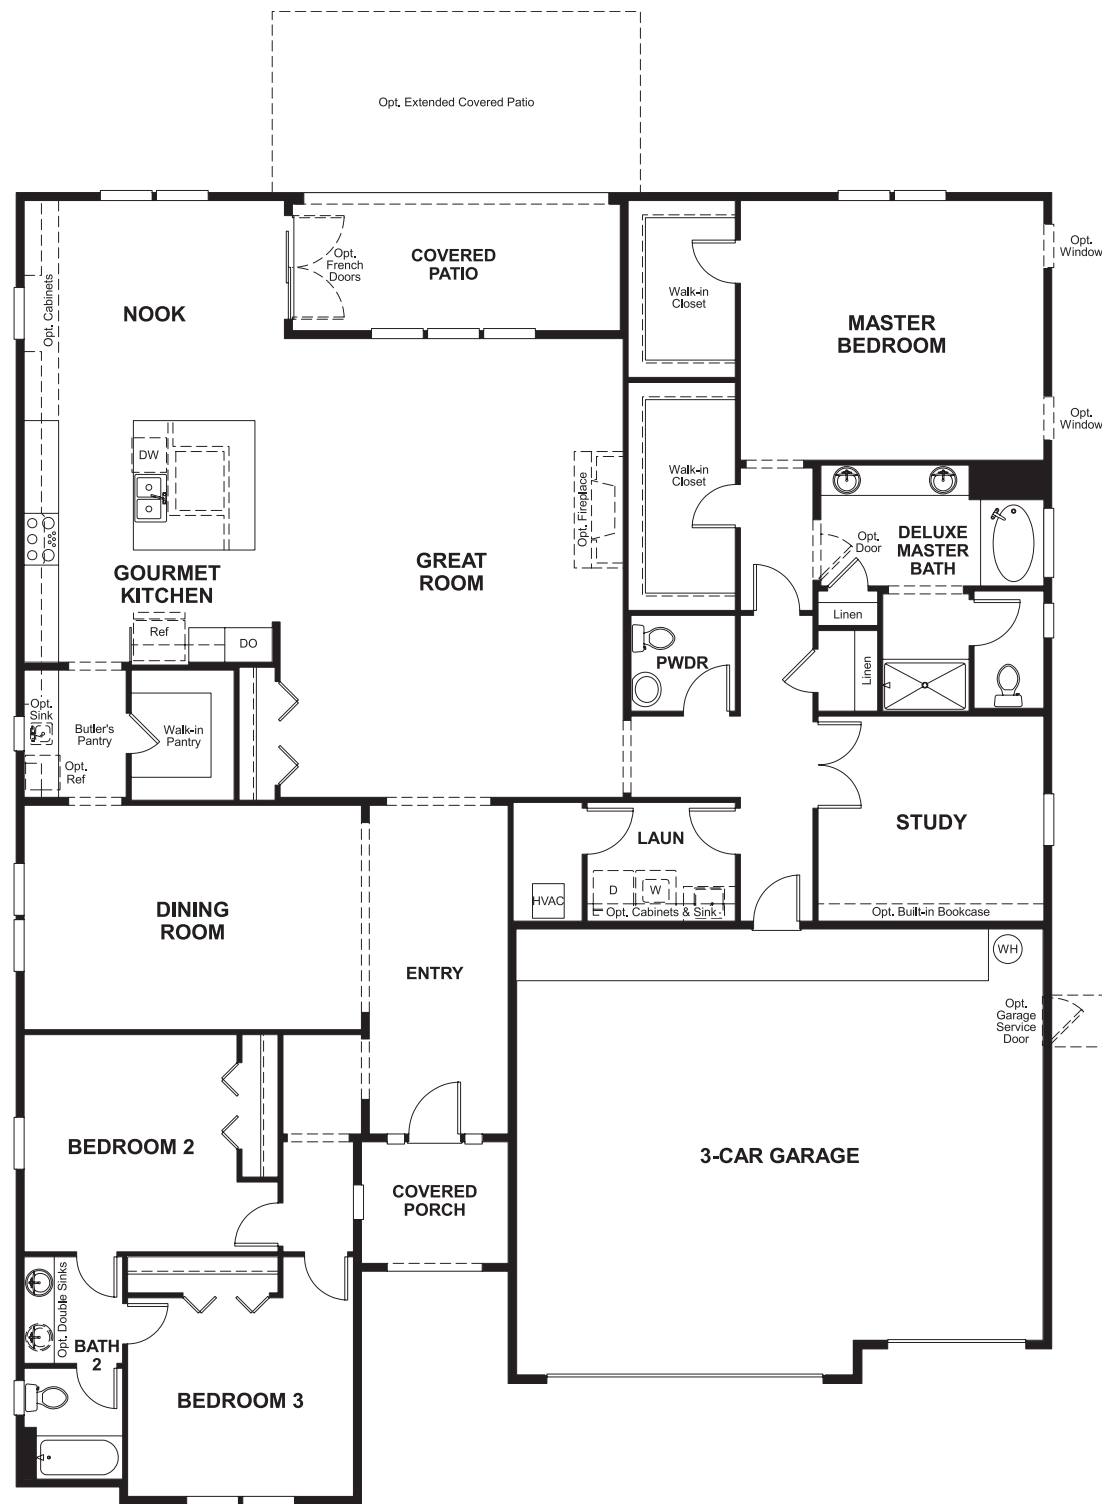 Opt. Extended Covered Patio
Opt. Cabinets
NOOK
Opt.
French
Doors
COVERED
PATIO
Walk-in
Closet
MASTER
BEDROOM
Opt.
Window
Opt.
Window
DW
GOURMET
KITCHEN
Ref
DO
GREAT
ROOM
Opt. Fireplace
Walk-in
Closet
Opt.
Door
DELUXE
MASTER
BATH
Linen
Linen
PWDR
Opt.
Sink
Butler's
Pantry
Opt.
Ref
Walk-in
Pantry
LAUN
D
W
HVAC
Opt. Cabinets & Sink
STUDY
Opt. Built-in Bookcase
DINING
ROOM
ENTRY
WH
Opt.
Garage
Service
Door
BEDROOM 2
COVERED
PORCH
3-CAR GARAGE
Opt. Double Sinks
BATH
2
BEDROOM 3